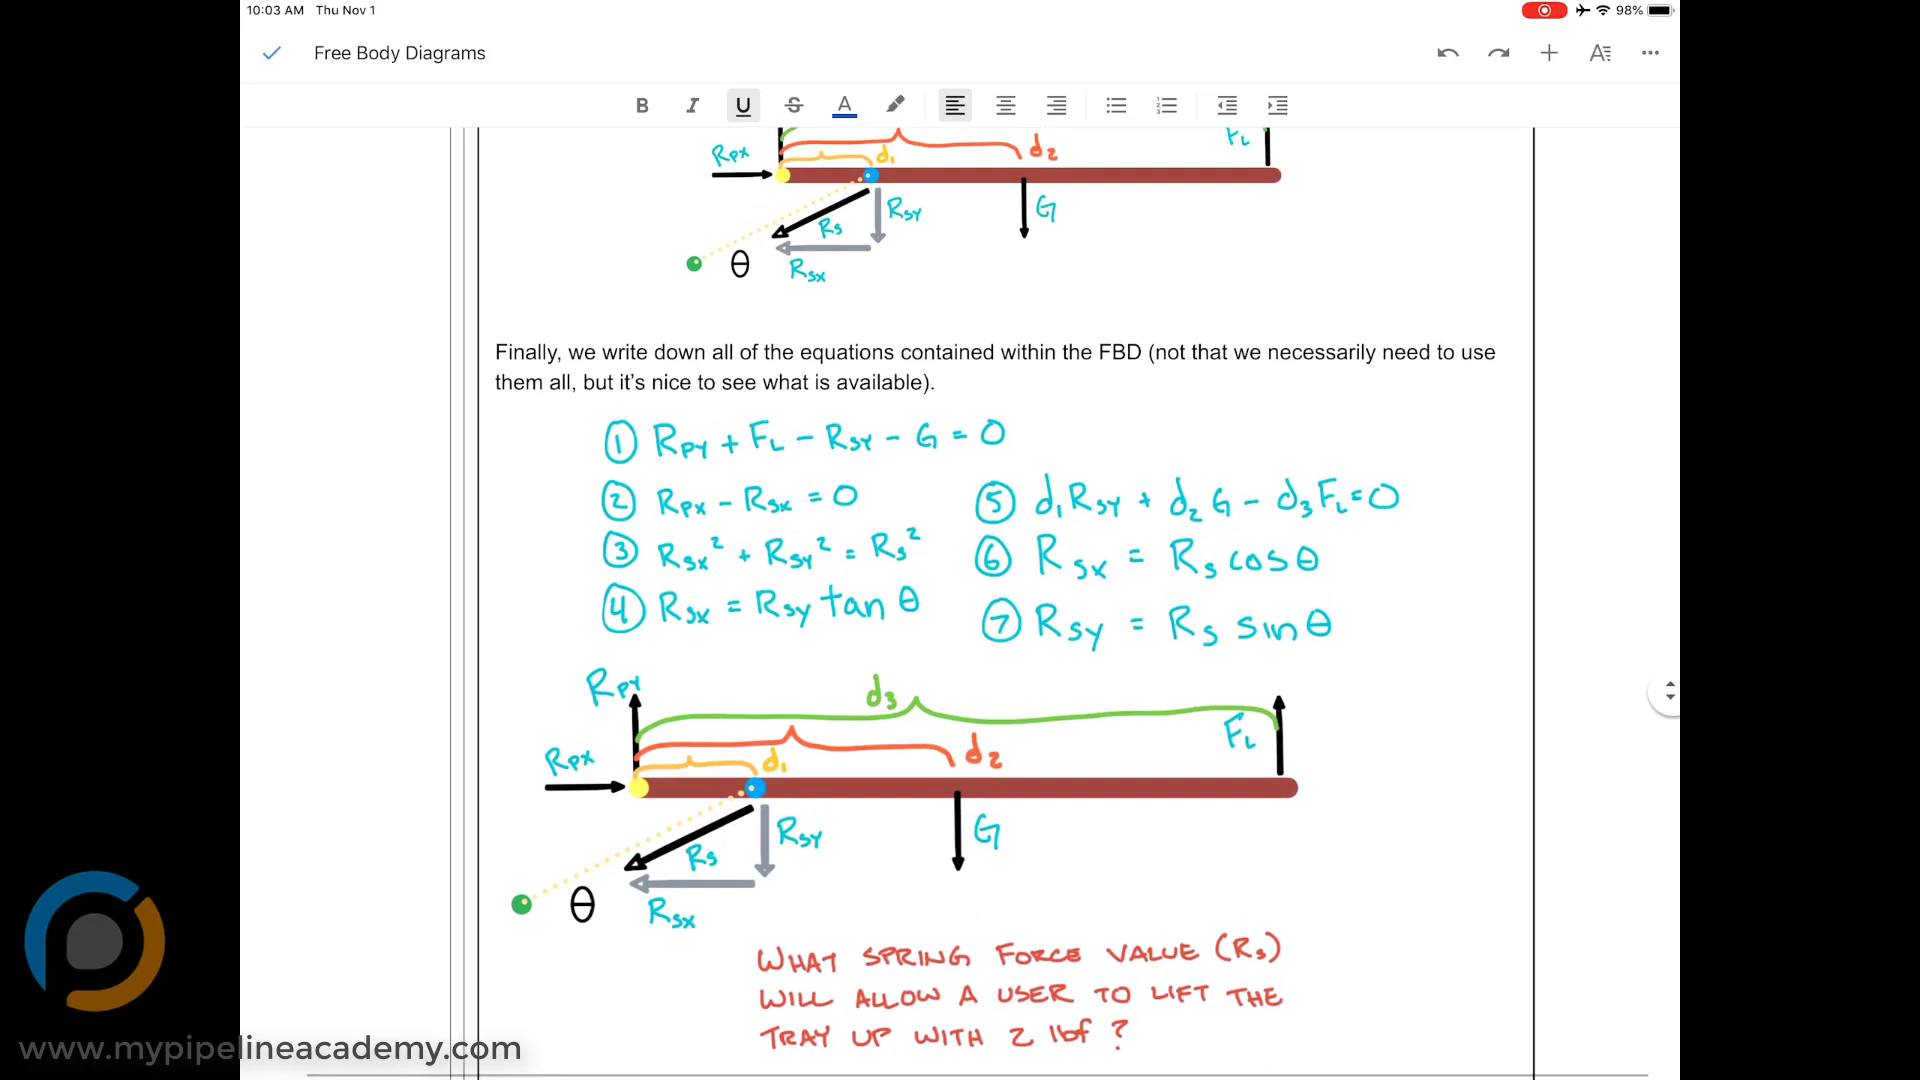 10:03 AM Thu Nov 1
98%
Free Body Diagrams
B I U S A
RPX
d1
d2
FL
RSY
RS
G
θ
RSX
Finally, we write down all of the equations contained within the FBD (not that we necessarily need to use
them all, but it's nice to see what is available).
① RPY + FL - RSY - G = 0
② RPX - RSX = 0
③ RSX² + RSY² = RS²
④ RSX = RSY tan θ
⑤ d1RSY + d2G - d3FL = 0
⑥ RSX = RS cos θ
⑦ RSY = RS sin θ
RPY
d3
FL
RPX
d1
d2
RSY
G
RS
θ
RSX
WHAT SPRING FORCE VALUE (RS)
WILL ALLOW A USER TO LIFT THE
TRAY UP WITH 2 lbf ?
www.mypipelineacademy.com